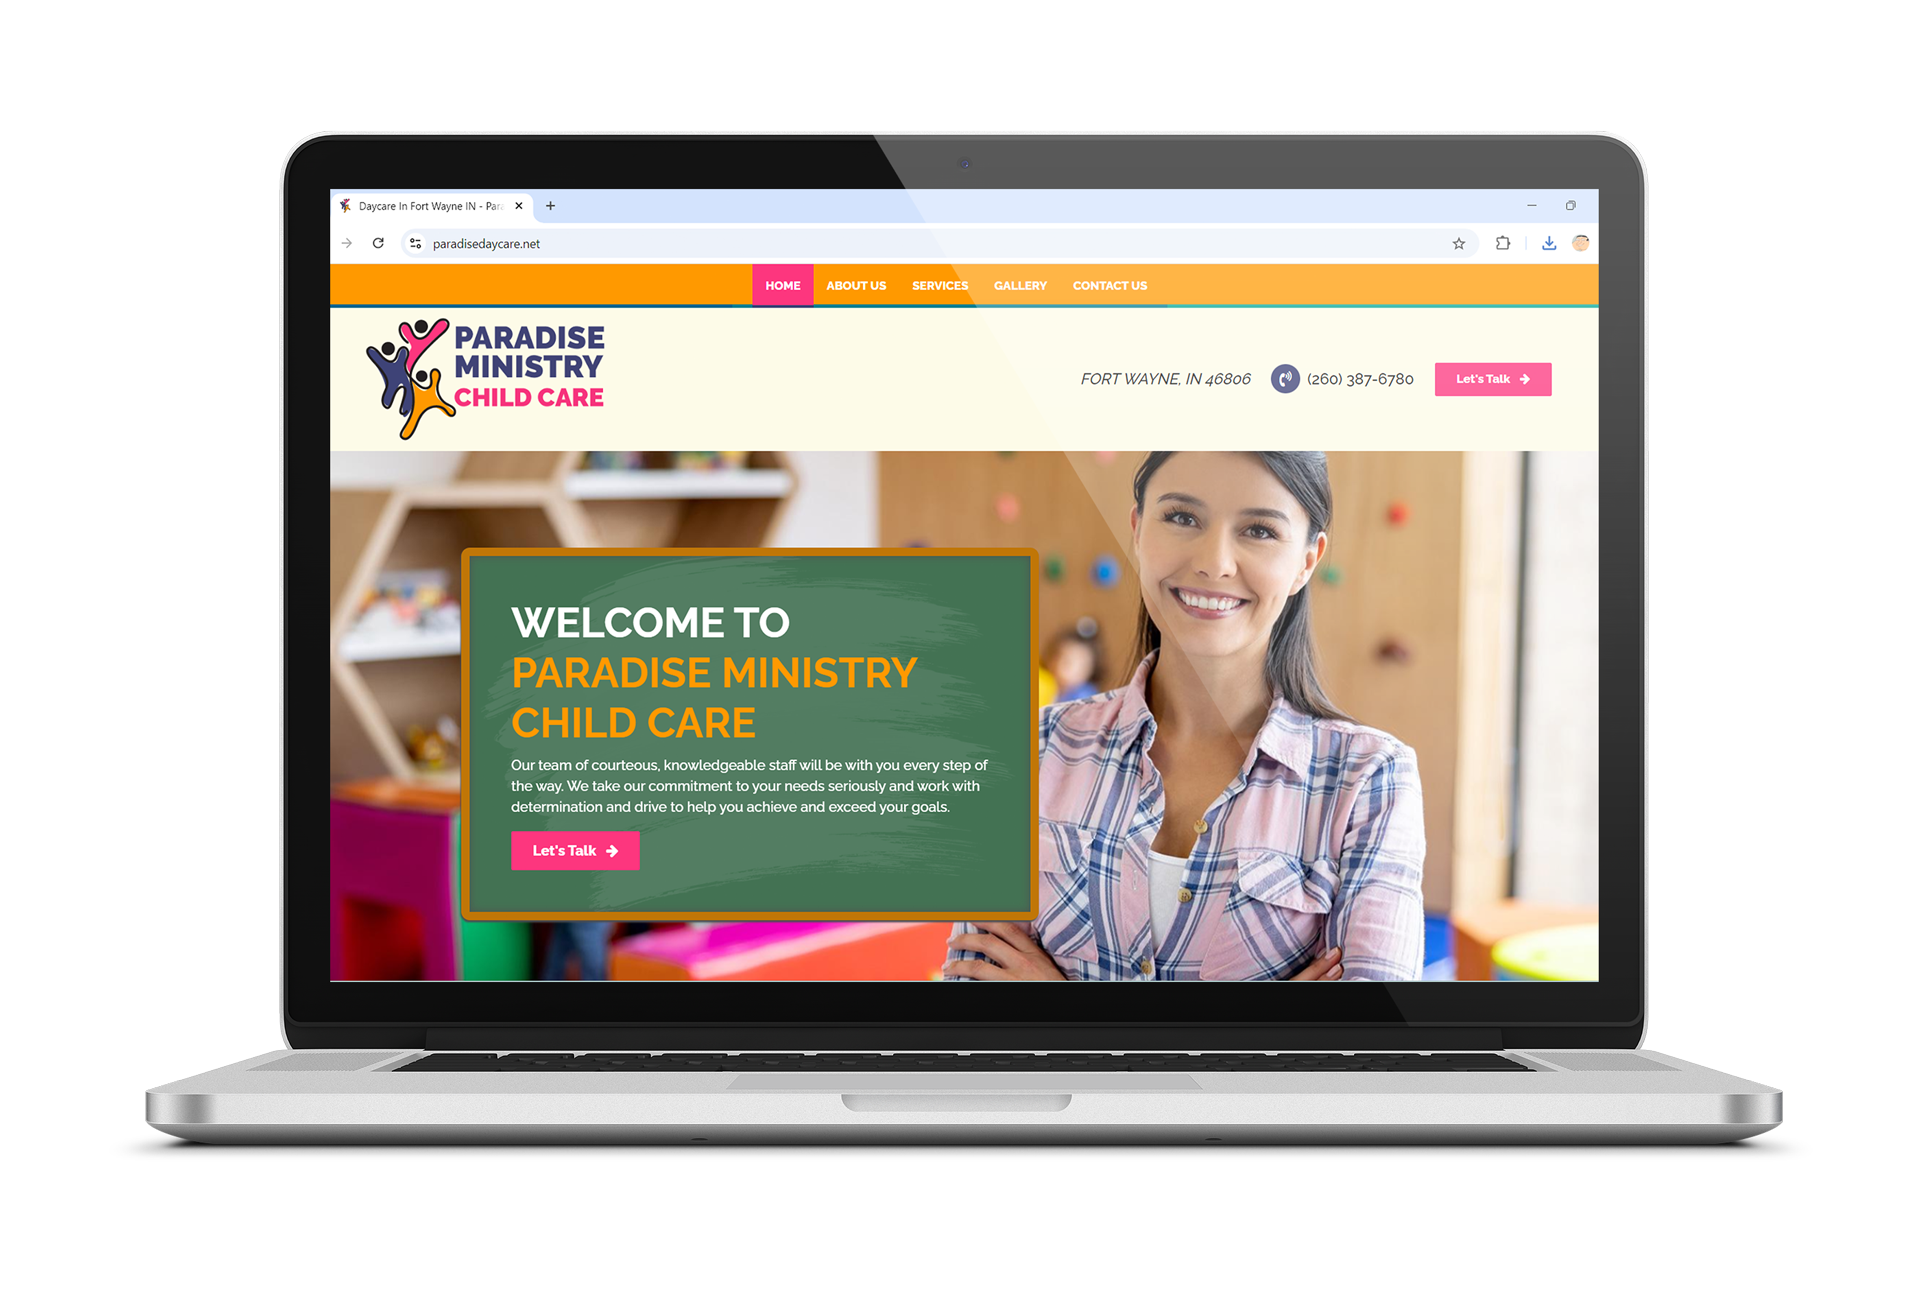 Daycare In Fort Wayne IN - Par
paradisedaycare.net
HOME ABOUT US SERVICES GALLERY CONTACT US
PARADISE
MINISTRY
CHILD CARE
FORT WAYNE, IN 46806 (260) 387-6780 Let's Talk
WELCOME TO
PARADISE MINISTRY
CHILD CARE
Our team of courteous, knowledgeable staff will be with you every step of
the way. We take our commitment to your needs seriously and work with
determination and drive to help you achieve and exceed your goals.
Let's Talk